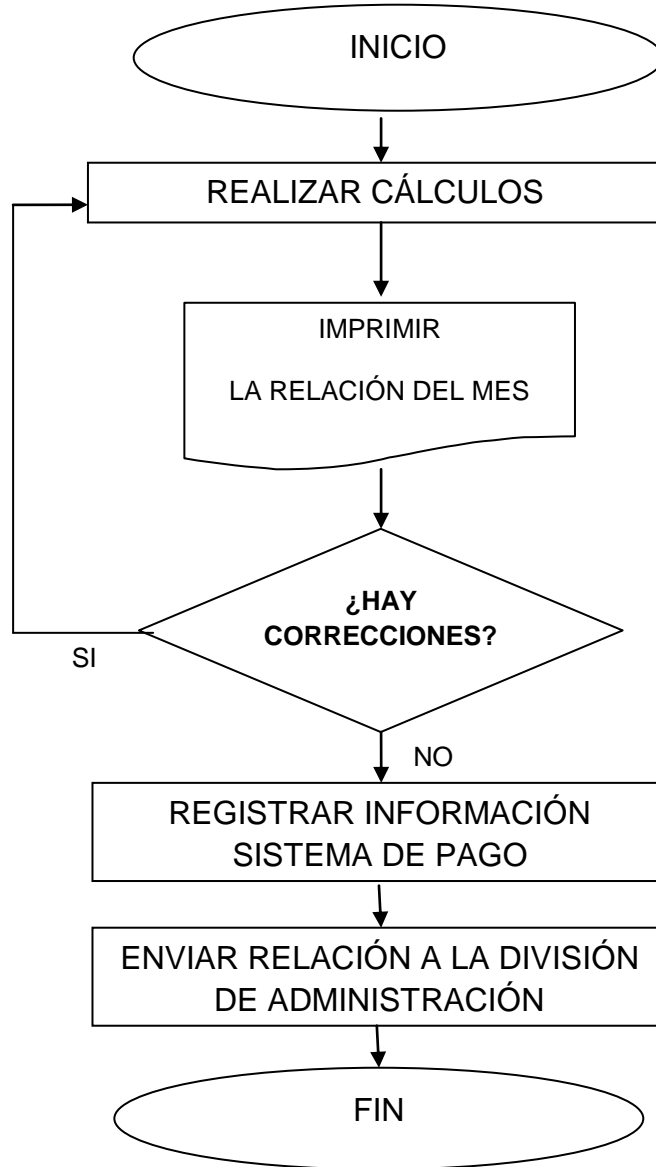 INICIO
REALIZAR CÁLCULOS
IMPRIMIR
LA RELACIÓN DEL MES
¿HAY
CORRECCIONES?
SI
NO
REGISTRAR INFORMACIÓN
SISTEMA DE PAGO
ENVIAR RELACIÓN A LA DIVISIÓN
DE ADMINISTRACIÓN
FIN